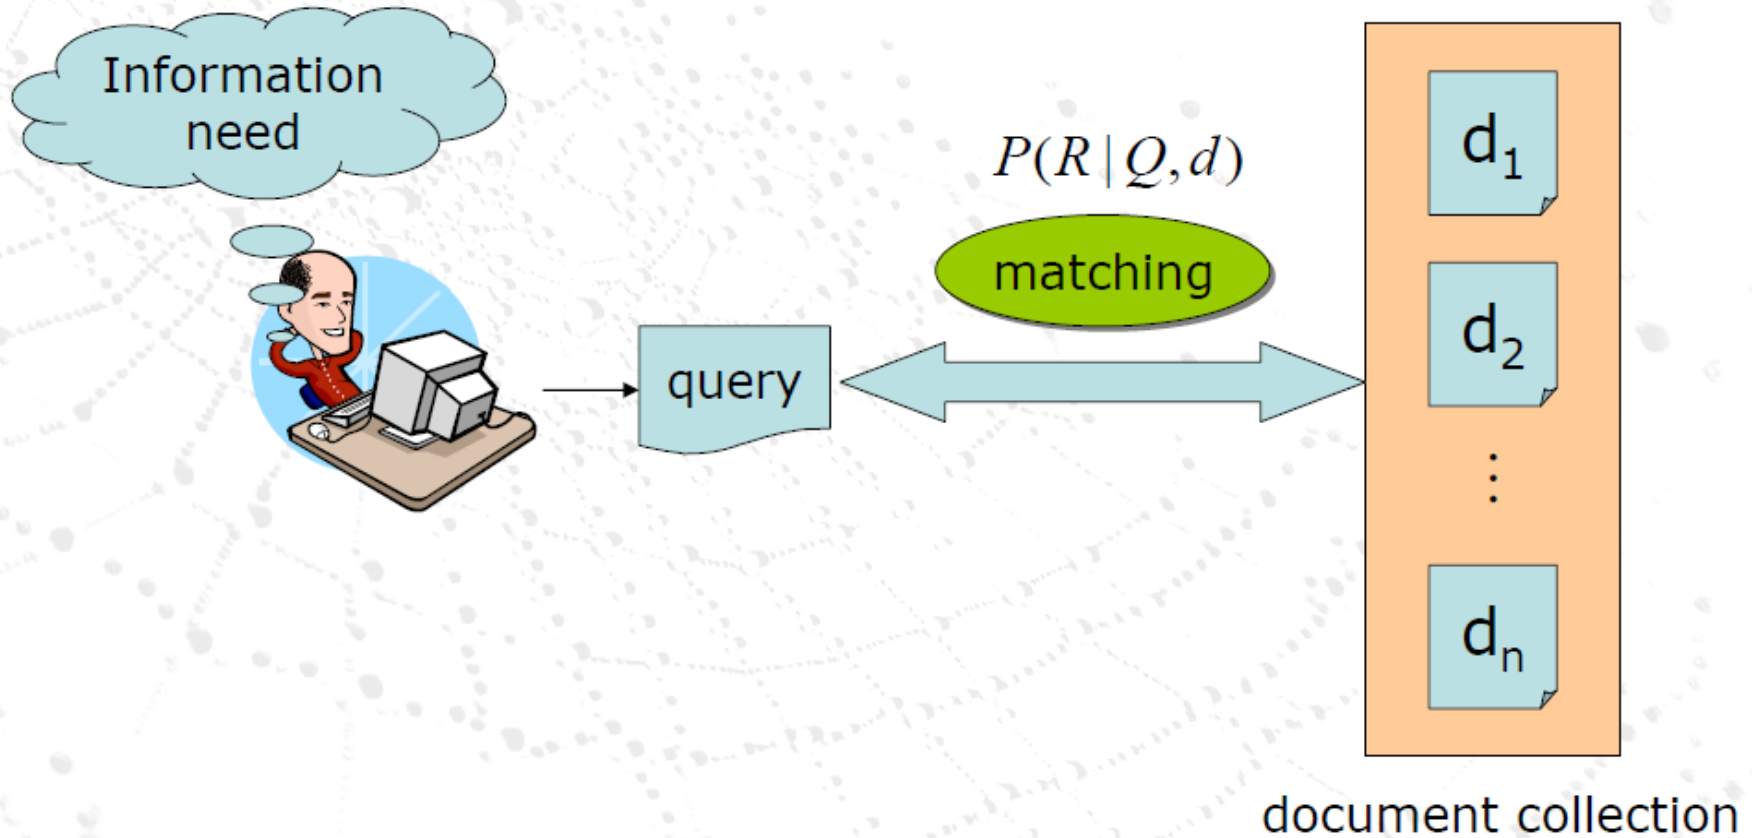 Information
need
P(R|Q,d)
matching
query
d₁
d₂
⋮
dₙ
document collection